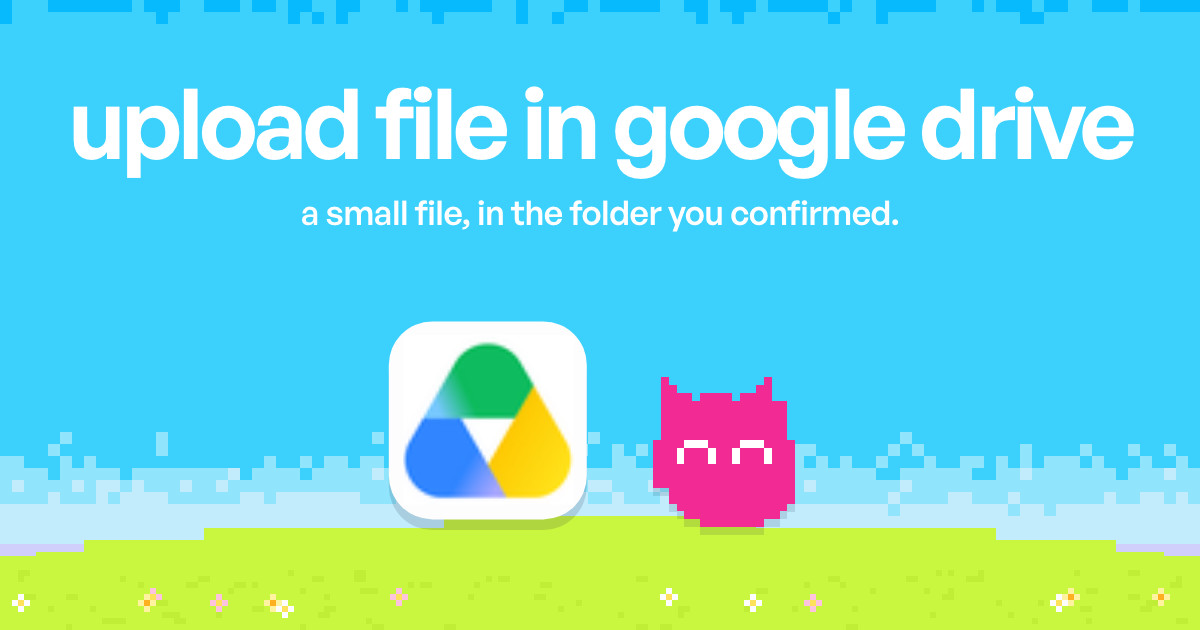 upload file in google drive
a small file, in the folder you confirmed.